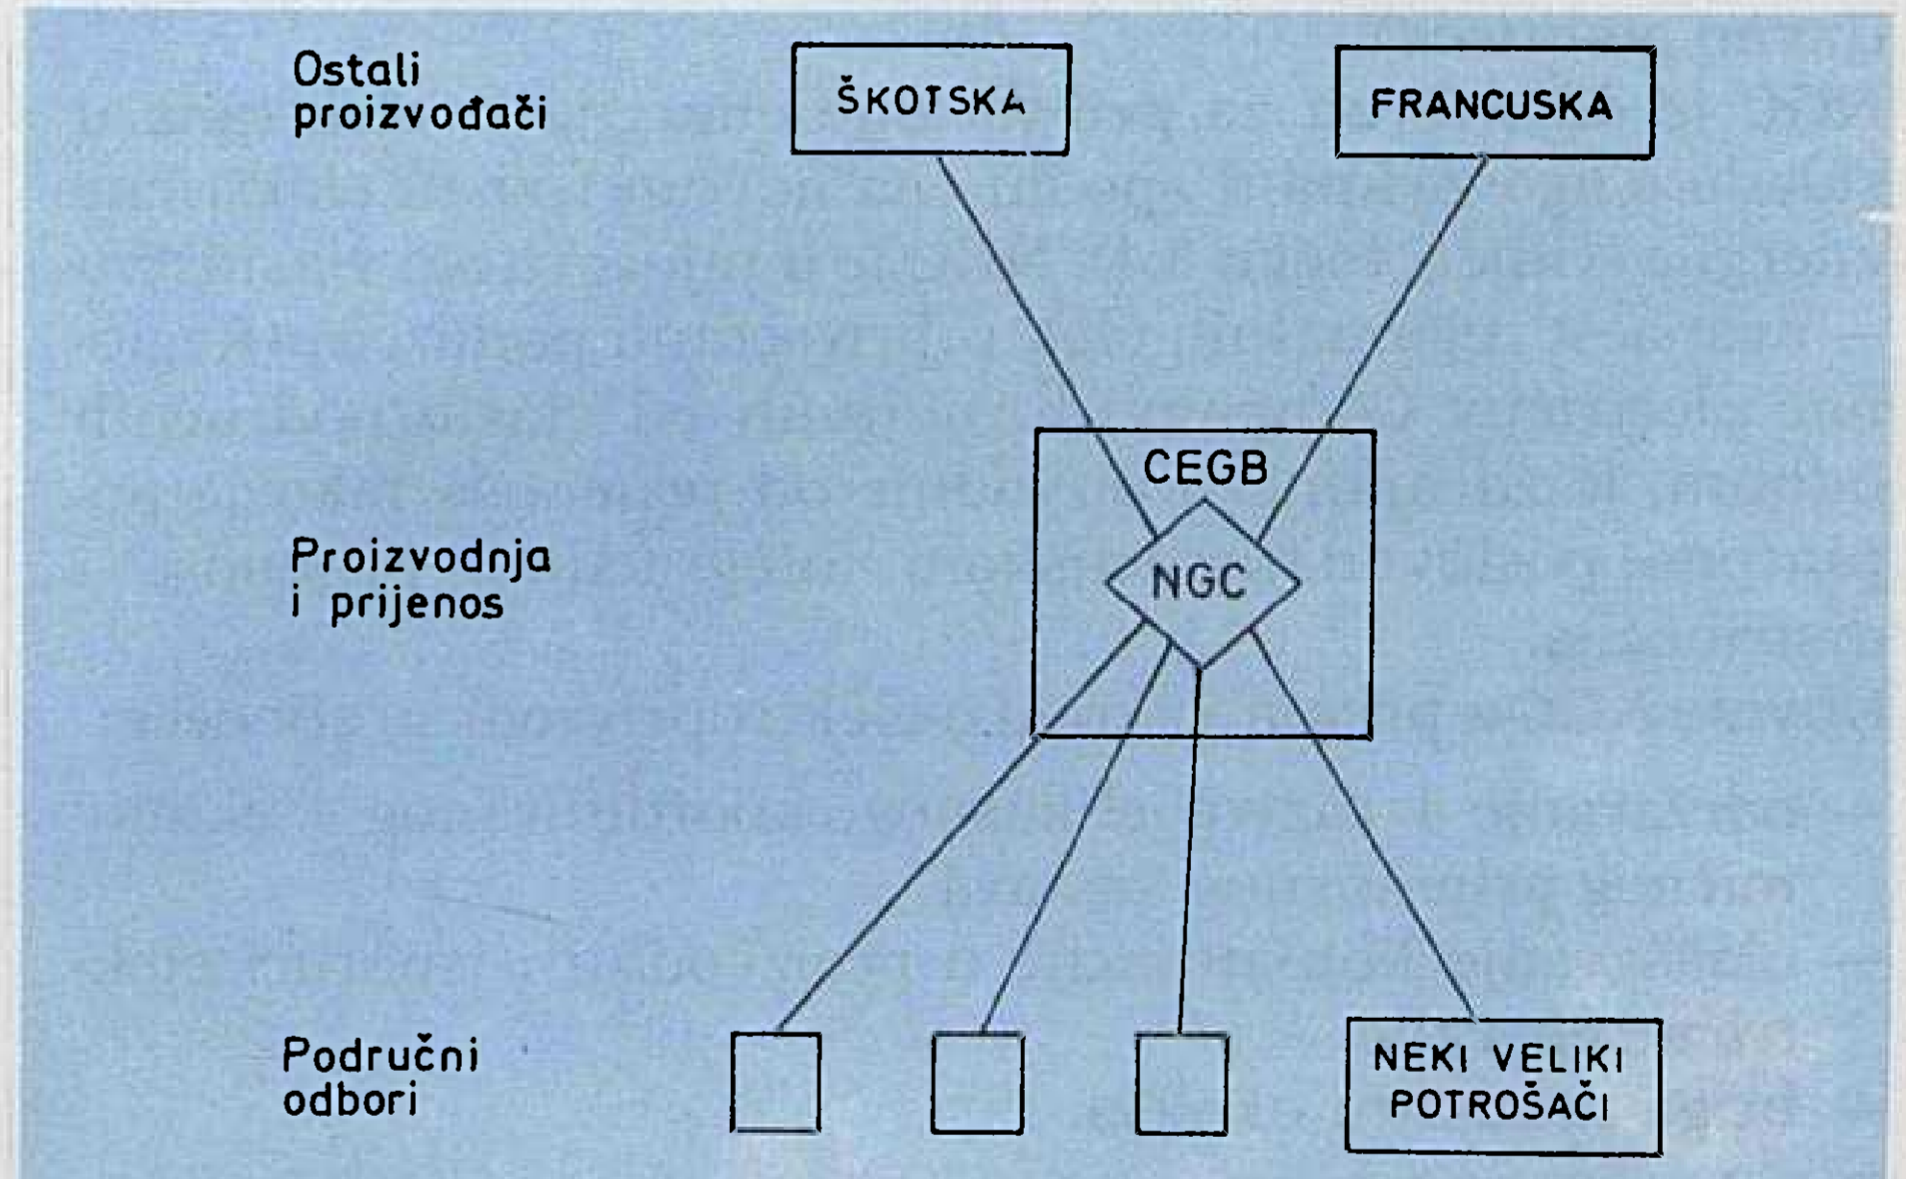 Ostali
proizvođači
ŠKOTSKA
FRANCUSKA
CEGB
NGC
Proizvodnja
i prijenos
Područni
odbori
NEKI VELIKI
POTROŠAČI